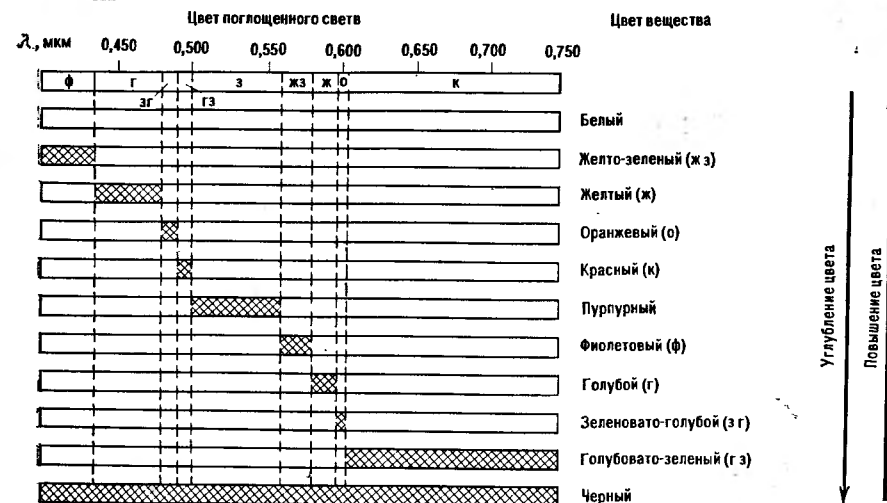 Цвет поглощенного света
Цвет вещества
λ, мкм 0,450 0,500 0,550 0,600 0,650 0,700 0,750
ф г з жз ж о к
зг гз
Белый
Желто-зеленый (ж з)
Желтый (ж)
Оранжевый (о)
Красный (к)
Пурпурный
Фиолетовый (ф)
Голубой (г)
Зеленовато-голубой (з г)
Голубовато-зеленый (г з)
Черный
Углубление цвета
Повышение цвета